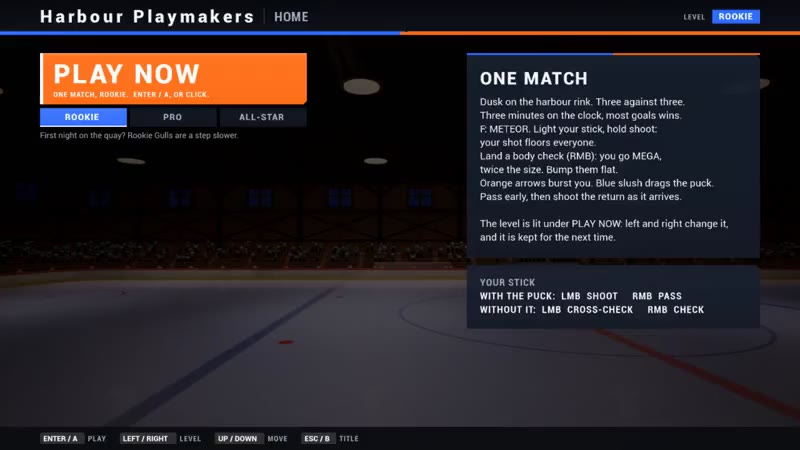 Harbour Playmakers HOME
LEVEL ROOKIE
PLAY NOW
ONE MATCH, ROOKIE. ENTER / A, OR CLICK.
ROOKIE PRO ALL-STAR
First night on the quay? Rookie Gulls are a step slower.
ONE MATCH
Dusk on the harbour rink. Three against three.
Three minutes on the clock, most goals wins.
F: METEOR. Light your stick, hold shoot:
your shot floors everyone.
Land a body check (RMB): you go MEGA,
twice the size. Bump them flat.
Orange arrows burst you. Blue slush drags the puck.
Pass early, then shoot the return as it arrives.
The level is lit under PLAY NOW: left and right change it,
and it is kept for the next time.
YOUR STICK
WITH THE PUCK: LMB SHOOT RMB PASS
WITHOUT IT: LMB CROSS-CHECK RMB CHECK
ENTER / A PLAY LEFT / RIGHT LEVEL UP / DOWN MOVE ESC / B TITLE